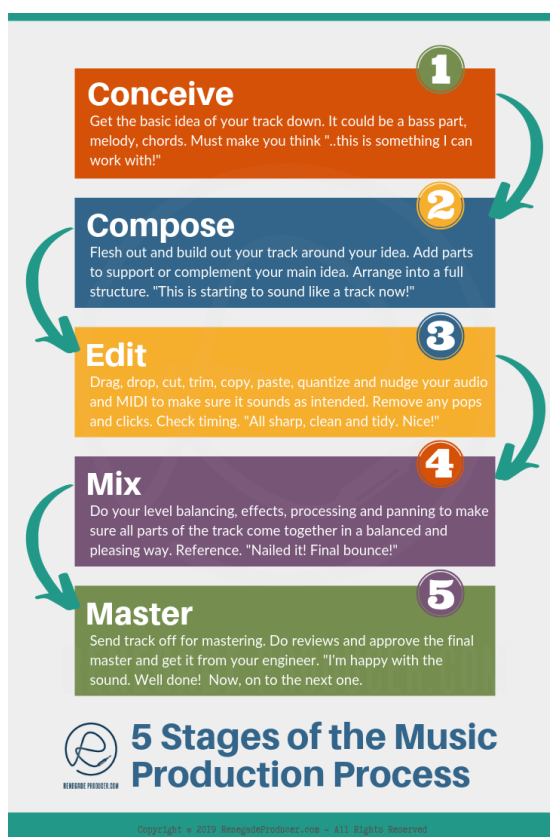 1
Conceive
Get the basic idea of your track down. It could be a bass part,
melody, chords. Must make you think "..this is something I can
work with!"
2
Compose
Flesh out and build out your track around your idea. Add parts
to support or complement your main idea. Arrange into a full
structure. "This is starting to sound like a track now!"
3
Edit
Drag, drop, cut, trim, copy, paste, quantize and nudge your audio
and MIDI to make sure it sounds as intended. Remove any pops
and clicks. Check timing. "All sharp, clean and tidy. Nice!"
4
Mix
Do your level balancing, effects, processing and panning to make
sure all parts of the track come together in a balanced and
pleasing way. Reference. "Nailed it! Final bounce!"
5
Master
Send track off for mastering. Do reviews and approve the final
master and get it from your engineer. "I'm happy with the
sound. Well done!  Now, on to the next one.
5 Stages of the Music
Production Process
RENEGADE PRODUCER.COM
Copyright © 2019 RenegadeProducer.com - All Rights Reserved